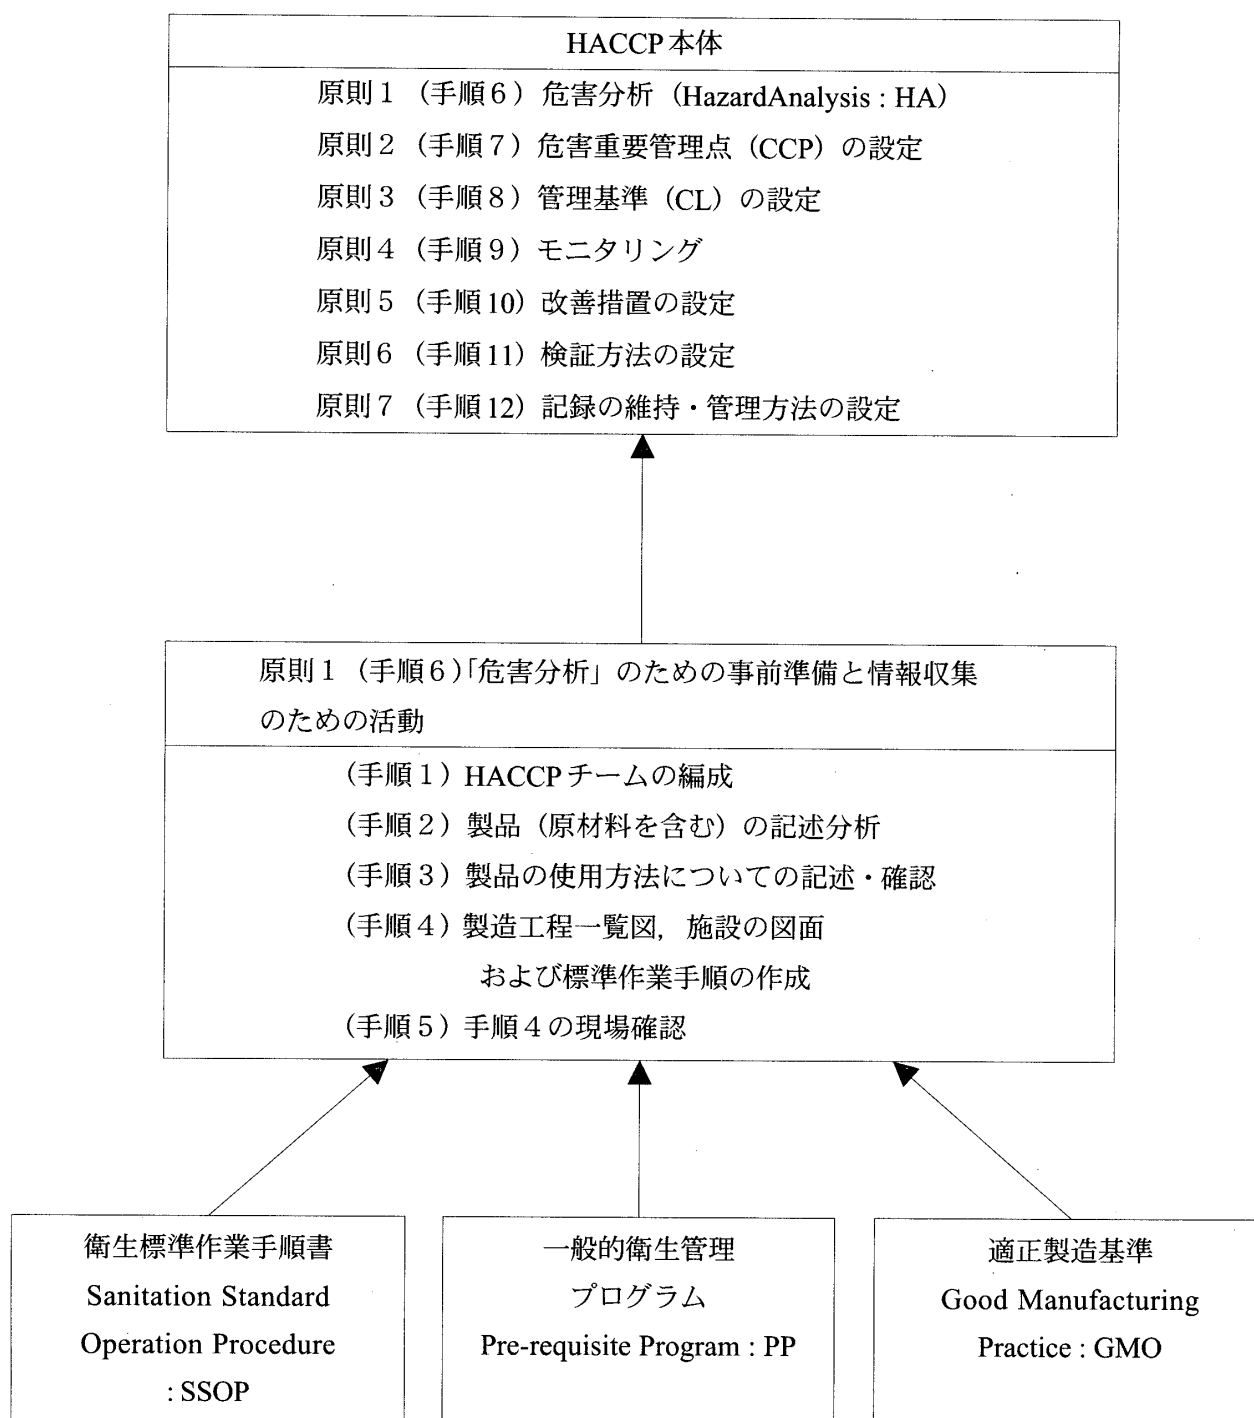 HACCP本体
原則1（手順6）危害分析（HazardAnalysis : HA）
原則2（手順7）危害重要管理点（CCP）の設定
原則3（手順8）管理基準（CL）の設定
原則4（手順9）モニタリング
原則5（手順10）改善措置の設定
原則6（手順11）検証方法の設定
原則7（手順12）記録の維持・管理方法の設定
原則1（手順6）「危害分析」のための事前準備と情報収集
のための活動
（手順1）HACCPチームの編成
（手順2）製品（原材料を含む）の記述分析
（手順3）製品の使用方法についての記述・確認
（手順4）製造工程一覧図，施設の図面
および標準作業手順の作成
（手順5）手順4の現場確認
衛生標準作業手順書
Sanitation Standard
Operation Procedure
: SSOP
一般的衛生管理
プログラム
Pre-requisite Program : PP
適正製造基準
Good Manufacturing
Practice : GMO